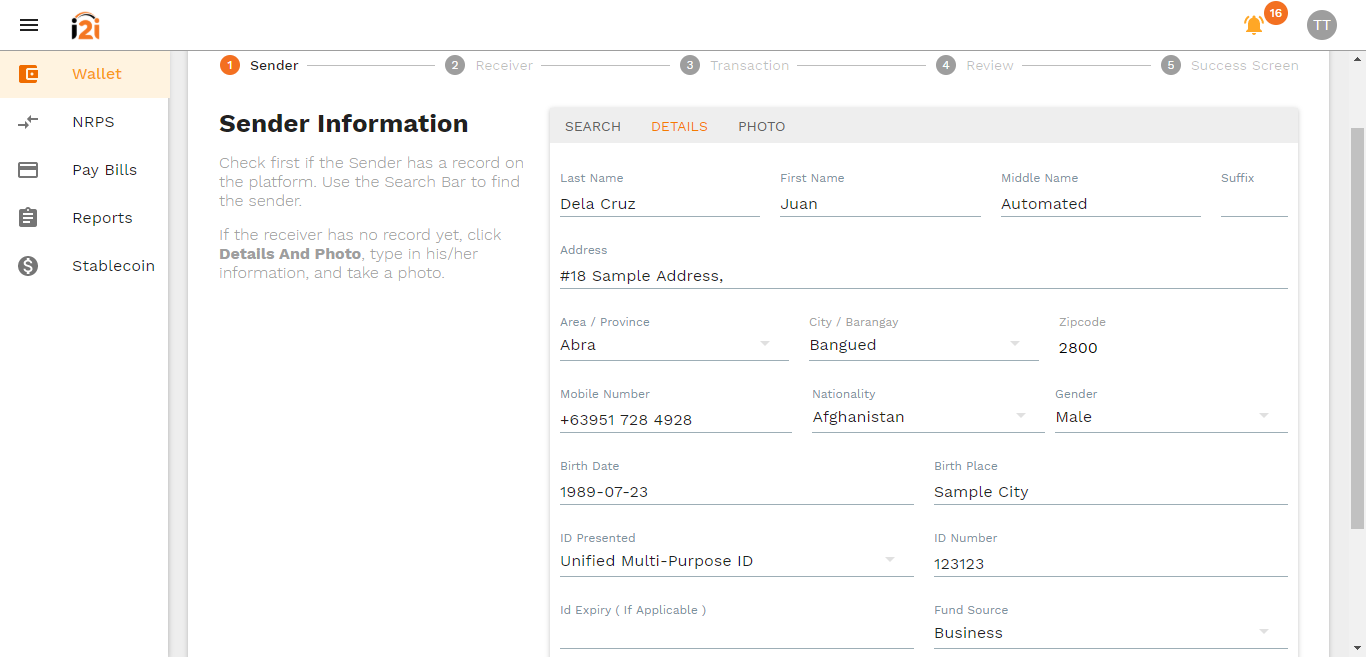 i2i
16
TT
Wallet
NRPS
Pay Bills
Reports
Stablecoin
1 Sender 2 Receiver 3 Transaction 4 Review 5 Success Screen
Sender Information
Check first if the Sender has a record on
the platform. Use the Search Bar to find
the sender.
If the receiver has no record yet, click
Details And Photo, type in his/her
information, and take a photo.
SEARCH DETAILS PHOTO
Last Name First Name Middle Name Suffix
Dela Cruz Juan Automated
Address
#18 Sample Address,
Area / Province City / Barangay Zipcode
Abra Bangued 2800
Mobile Number Nationality Gender
+63951 728 4928 Afghanistan Male
Birth Date Birth Place
1989-07-23 Sample City
ID Presented ID Number
Unified Multi-Purpose ID 123123
Id Expiry ( If Applicable ) Fund Source
Business